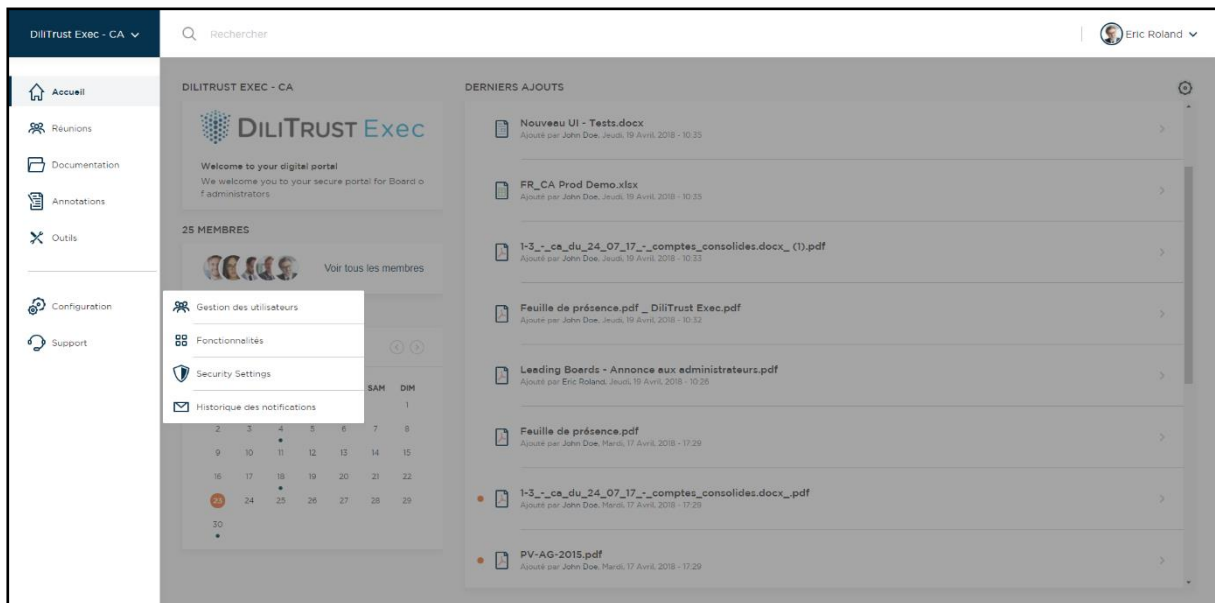 DiliTrust Exec - CA
Rechercher
Eric Roland
Accueil
Réunions
Documentation
Annotations
Outils
Configuration
Support
DILITRUST EXEC - CA
DILITRUST Exec
Welcome to your digital portal
We welcome you to your secure portal for Board o
f administrators
25 MEMBRES
Voir tous les membres
Gestion des utilisateurs
Fonctionnalités
Security Settings
Historique des notifications
SAM DIM
1
2 3 4 5 6 7 8
9 10 11 12 13 14 15
16 17 18 19 20 21 22
23 24 25 26 27 28 29
30
DERNIERS AJOUTS
Nouveau UI - Tests.docx
Ajouté par John Doe, Jeudi, 19 Avril, 2018 - 10:35
FR_CA Prod Demo.xlsx
Ajouté par John Doe, Jeudi, 19 Avril, 2018 - 10:35
1-3_-_ca_du_24_07_17_-_comptes_consolides.docx_ (1).pdf
Ajouté par John Doe, Jeudi, 19 Avril, 2018 - 10:33
Feuille de présence.pdf _ DiliTrust Exec.pdf
Ajouté par John Doe, Jeudi, 19 Avril, 2018 - 10:32
Leading Boards - Annonce aux administrateurs.pdf
Ajouté par Eric Roland, Jeudi, 19 Avril, 2018 - 10:26
Feuille de présence.pdf
Ajouté par John Doe, Mardi, 17 Avril, 2018 - 17:29
1-3_-_ca_du_24_07_17_-_comptes_consolides.docx_.pdf
Ajouté par John Doe, Mardi, 17 Avril, 2018 - 17:29
PV-AG-2015.pdf
Ajouté par John Doe, Mardi, 17 Avril, 2018 - 17:29